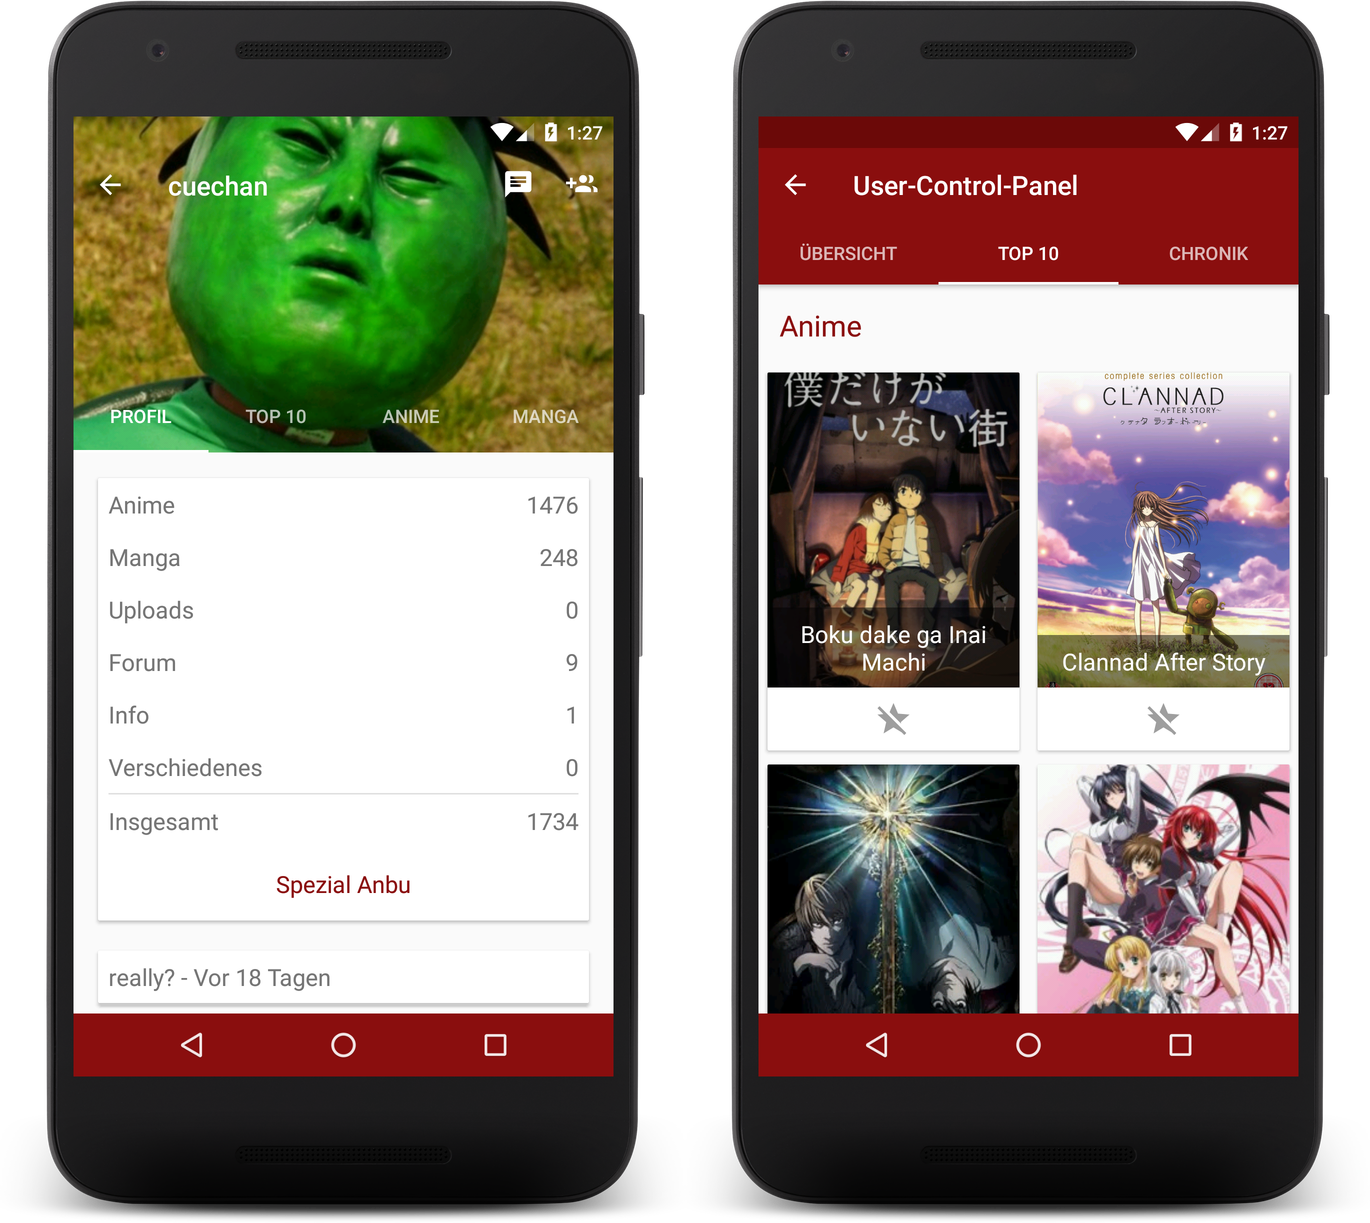 1:27
cuechan
PROFIL
TOP 10
ANIME
MANGA
Anime 1476
Manga 248
Uploads 0
Forum 9
Info 1
Verschiedenes 0
Insgesamt 1734
Spezial Anbu
really? - Vor 18 Tagen
1:27
User-Control-Panel
ÜBERSICHT
TOP 10
CHRONIK
Anime
僕だけが
いない街
Boku dake ga Inai
Machi
complete series collection
CLANNAD
~AFTER STORY~
Clannad After Story